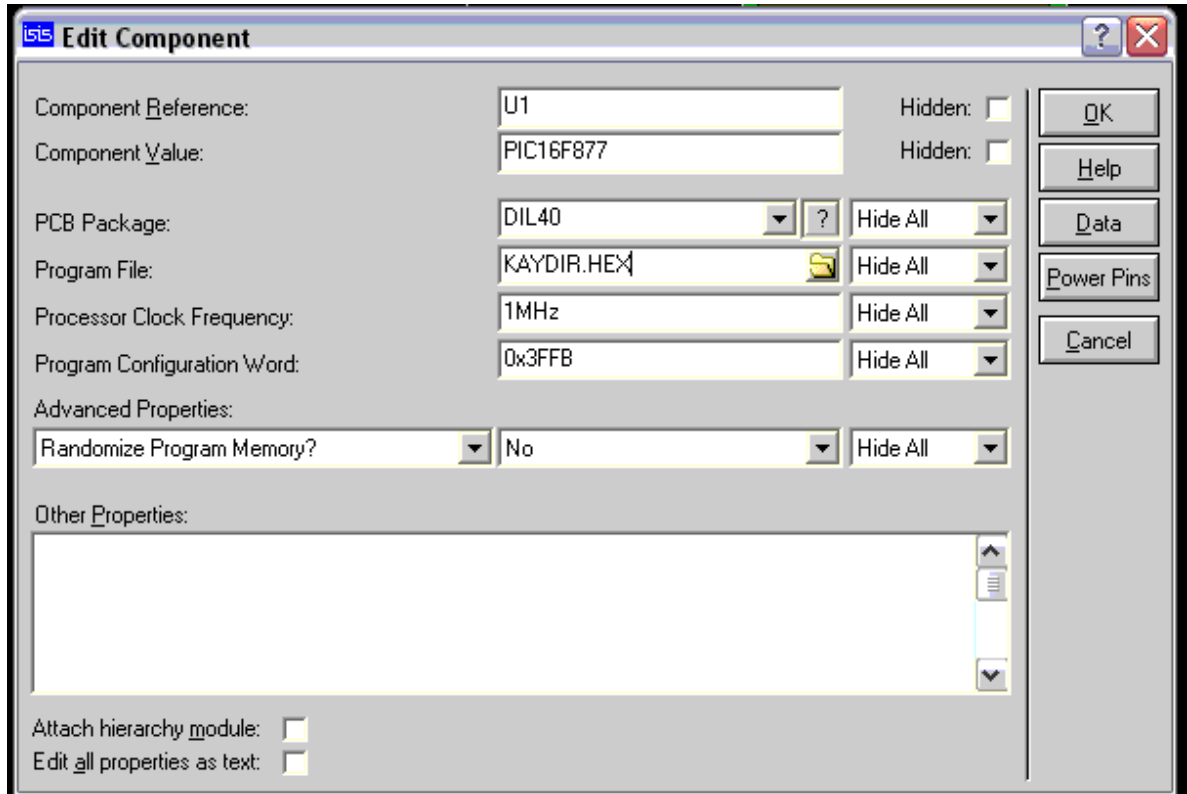 isis Edit Component
Component Reference: U1 Hidden:
Component Value: PIC16F877 Hidden:
PCB Package: DIL40 ? Hide All
Program File: KAYDIR.HEX Hide All
Processor Clock Frequency: 1MHz Hide All
Program Configuration Word: 0x3FFB Hide All
Advanced Properties:
Randomize Program Memory? No Hide All
Other Properties:
Attach hierarchy module:
Edit all properties as text:
OK
Help
Data
Power Pins
Cancel